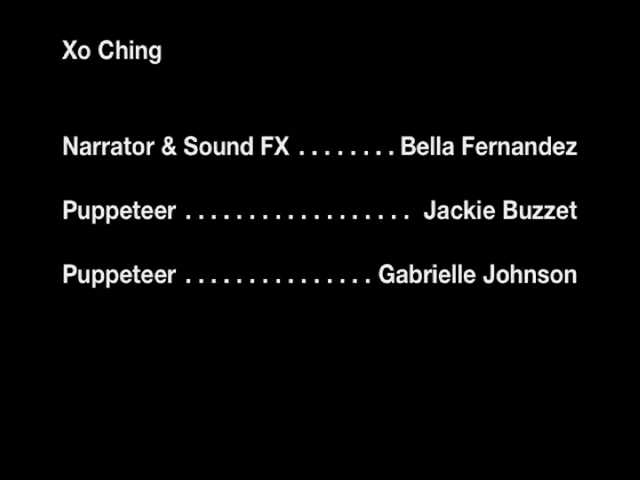 Xo Ching
Narrator & Sound FX ........ Bella Fernandez
Puppeteer .................. Jackie Buzzet
Puppeteer ............... Gabrielle Johnson